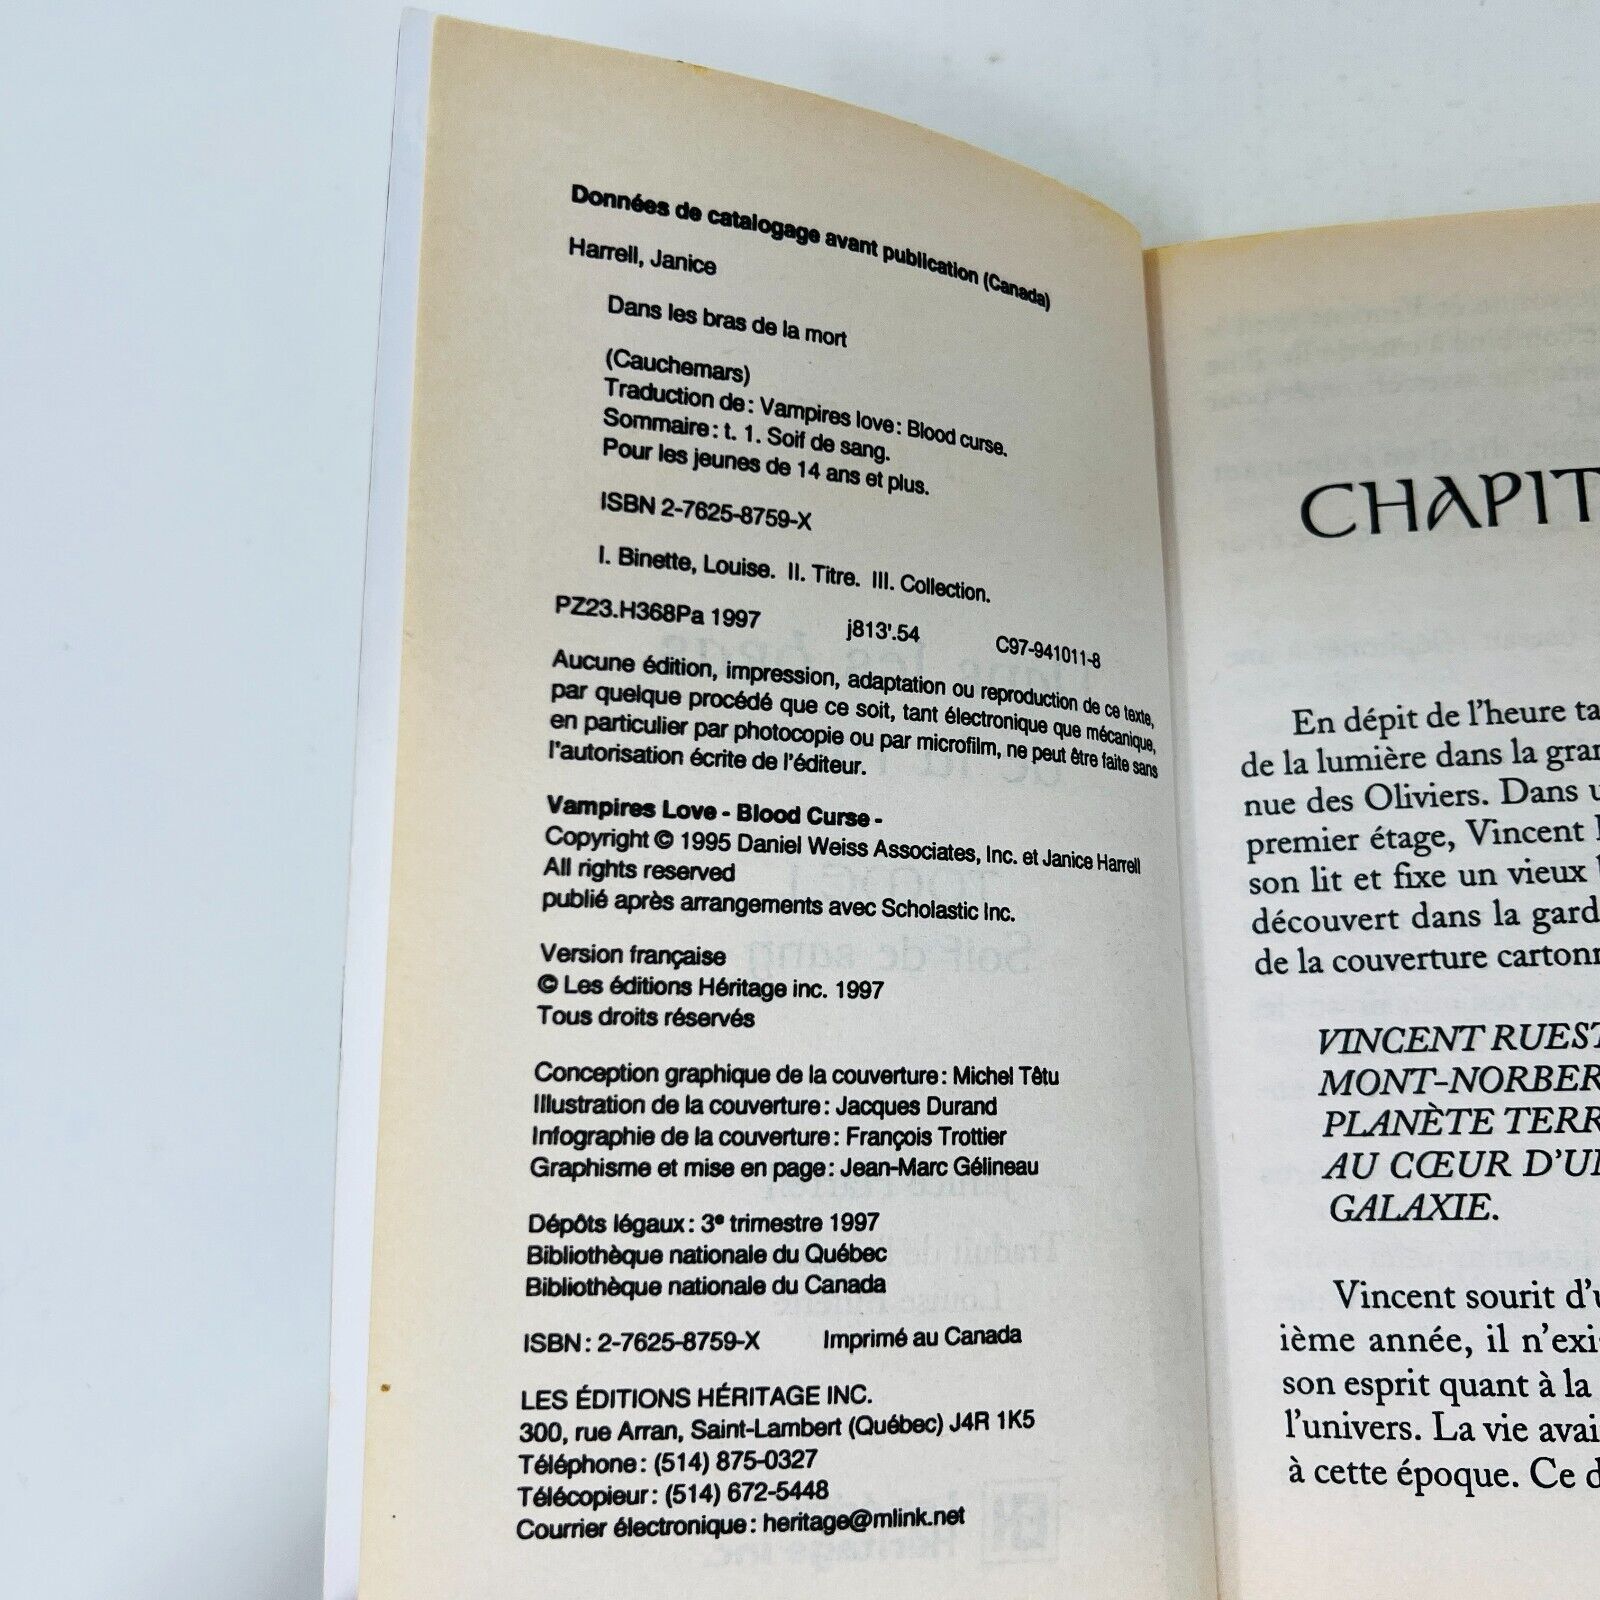 Données de catalogage avant publication (Canada)
Harrell, Janice
Dans les bras de la mort
(Cauchemars)
Traduction de : Vampires love : Blood curse.
Sommaire : t. 1. Soif de sang.
Pour les jeunes de 14 ans et plus.
ISBN 2-7625-8759-X
I. Binette, Louise. II. Titre. III. Collection.
PZ23.H368Pa 1997 j813'.54 C97-941011-8
Aucune édition, impression, adaptation ou reproduction de ce texte,
par quelque procédé que ce soit, tant électronique que mécanique,
en particulier par photocopie ou par microfilm, ne peut être faite sans
l'autorisation écrite de l'éditeur.
Vampires Love - Blood Curse -
Copyright © 1995 Daniel Weiss Associates, Inc. et Janice Harrell
All rights reserved
publié après arrangements avec Scholastic Inc.
Version française
© Les éditions Héritage inc. 1997
Tous droits réservés
Conception graphique de la couverture : Michel Têtu
Illustration de la couverture : Jacques Durand
Infographie de la couverture : François Trottier
Graphisme et mise en page : Jean-Marc Gélineau
Dépôts légaux : 3e trimestre 1997
Bibliothèque nationale du Québec
Bibliothèque nationale du Canada
ISBN : 2-7625-8759-X Imprimé au Canada
LES ÉDITIONS HÉRITAGE INC.
300, rue Arran, Saint-Lambert (Québec) J4R 1K5
Téléphone : (514) 875-0327
Télécopieur : (514) 672-5448
Courrier électronique : heritage@mlink.net
CHAPIT
En dépit de l'heure ta
de la lumière dans la gran
nue des Oliviers. Dans u
premier étage, Vincent
son lit et fixe un vieux
découvert dans la gard
de la couverture cartonn
VINCENT RUEST
MONT-NORBER
PLANÈTE TERR
AU CŒUR D'UN
GALAXIE.
Vincent sourit d'u
ième année, il n'exi
son esprit quant à la
l'univers. La vie avai
à cette époque. Ce d